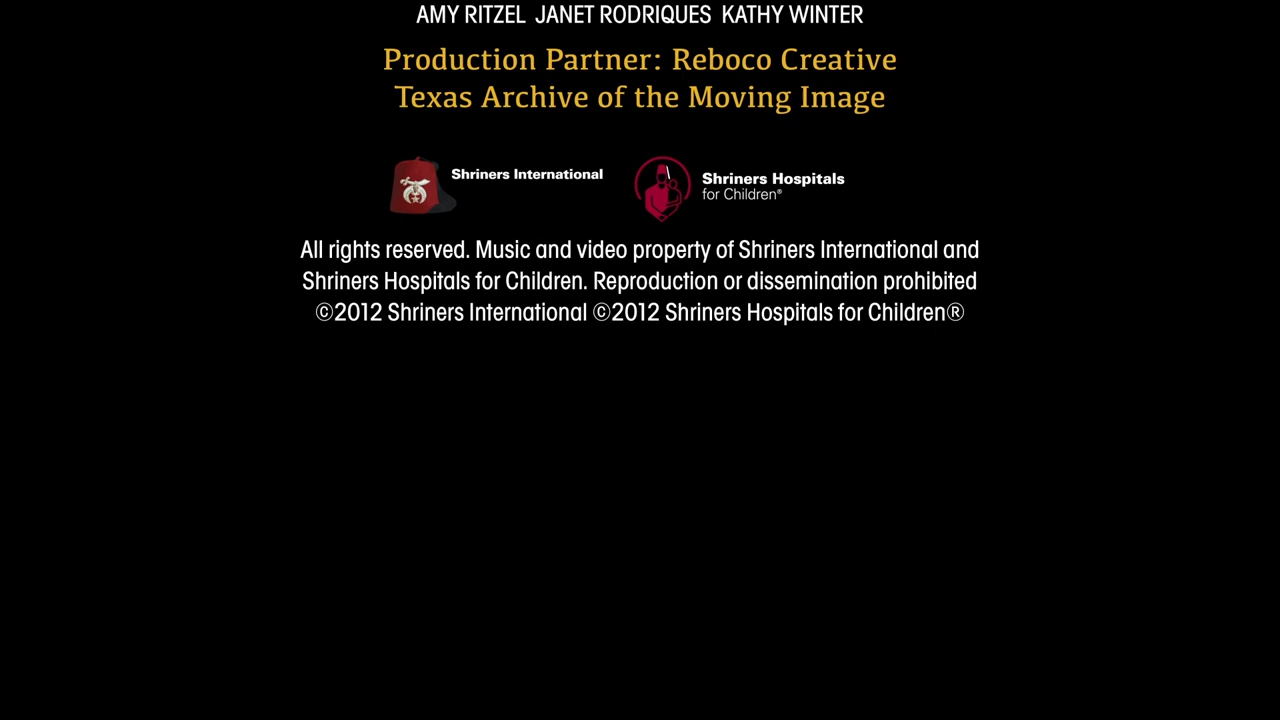 AMY RITZEL JANET RODRIQUES KATHY WINTER
Production Partner: Reboco Creative
Texas Archive of the Moving Image
Shriners International
Shriners Hospitals
for Children®
All rights reserved. Music and video property of Shriners International and
Shriners Hospitals for Children. Reproduction or dissemination prohibited
©2012 Shriners International ©2012 Shriners Hospitals for Children®